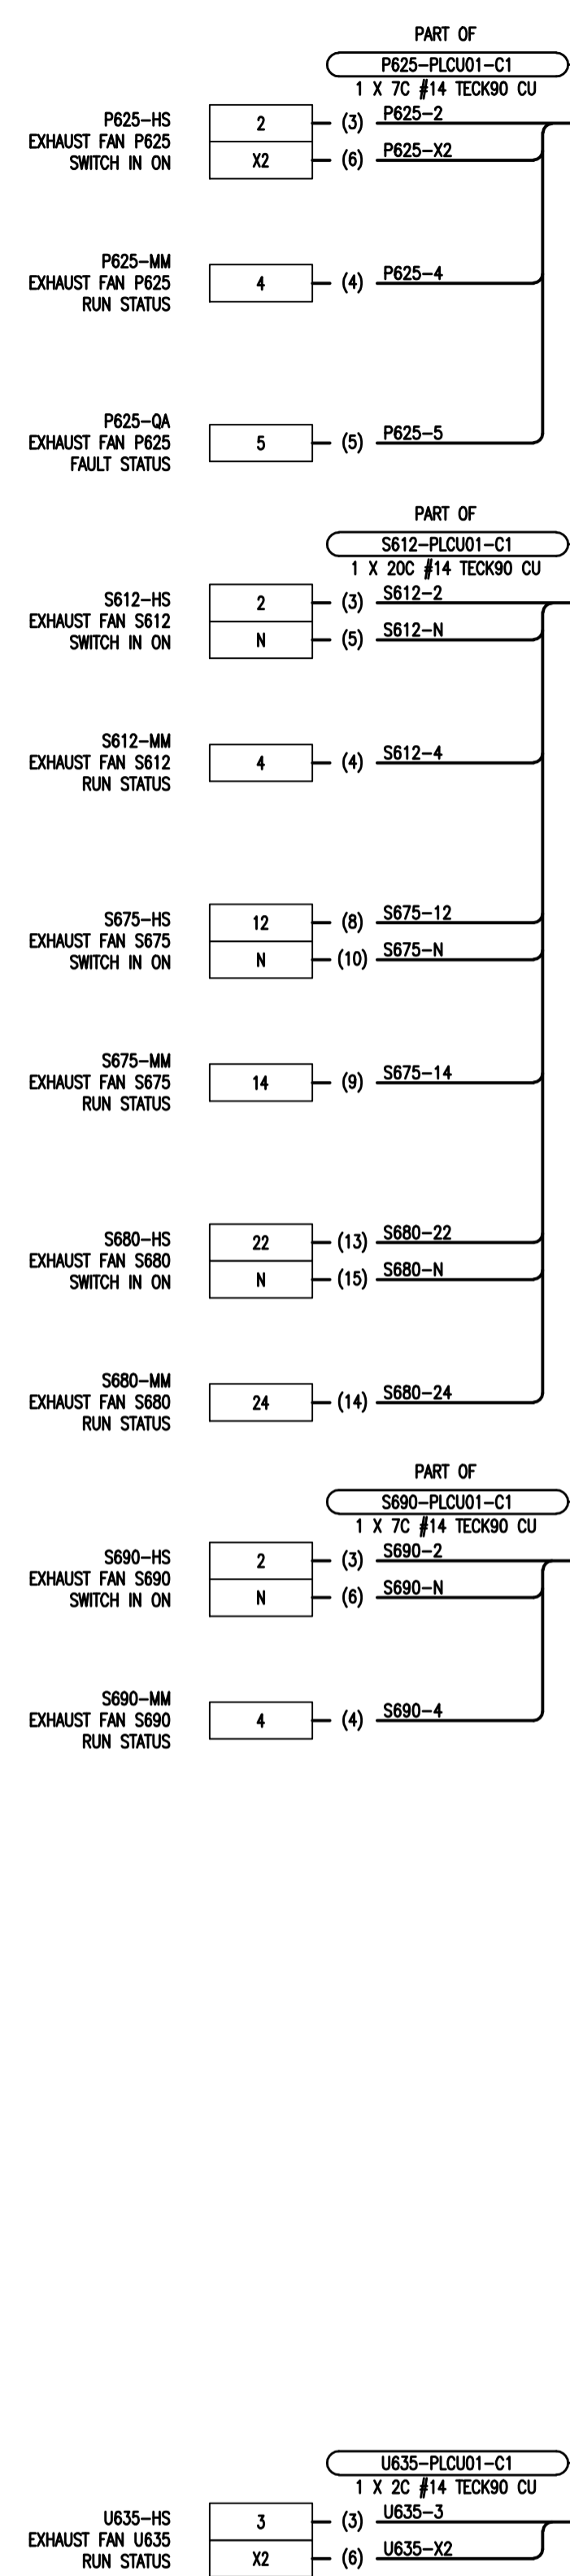 PART OF
P625-PLCU01-C1
1 X 7C #14 TECK90 CU
P625-HS
EXHAUST FAN P625
SWITCH IN ON
2 (3) P625-2
X2 (6) P625-X2
P625-MM
EXHAUST FAN P625
RUN STATUS
4 (4) P625-4
P625-QA
EXHAUST FAN P625
FAULT STATUS
5 (5) P625-5
PART OF
S612-PLCU01-C1
1 X 20C #14 TECK90 CU
S612-HS
EXHAUST FAN S612
SWITCH IN ON
2 (3) S612-2
N (5) S612-N
S612-MM
EXHAUST FAN S612
RUN STATUS
4 (4) S612-4
S675-HS
EXHAUST FAN S675
SWITCH IN ON
12 (8) S675-12
N (10) S675-N
S675-MM
EXHAUST FAN S675
RUN STATUS
14 (9) S675-14
S680-HS
EXHAUST FAN S680
SWITCH IN ON
22 (13) S680-22
N (15) S680-N
S680-MM
EXHAUST FAN S680
RUN STATUS
24 (14) S680-24
PART OF
S690-PLCU01-C1
1 X 7C #14 TECK90 CU
S690-HS
EXHAUST FAN S690
SWITCH IN ON
2 (3) S690-2
N (6) S690-N
S690-MM
EXHAUST FAN S690
RUN STATUS
4 (4) S690-4
U635-PLCU01-C1
1 X 2C #14 TECK90 CU
U635-HS
EXHAUST FAN U635
RUN STATUS
3 (3) U635-3
X2 (6) U635-X2